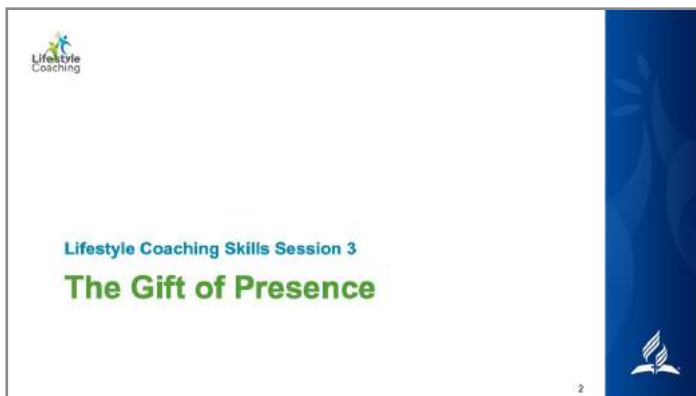 Lifestyle
Coaching
Lifestyle Coaching Skills Session 3
The Gift of Presence
2